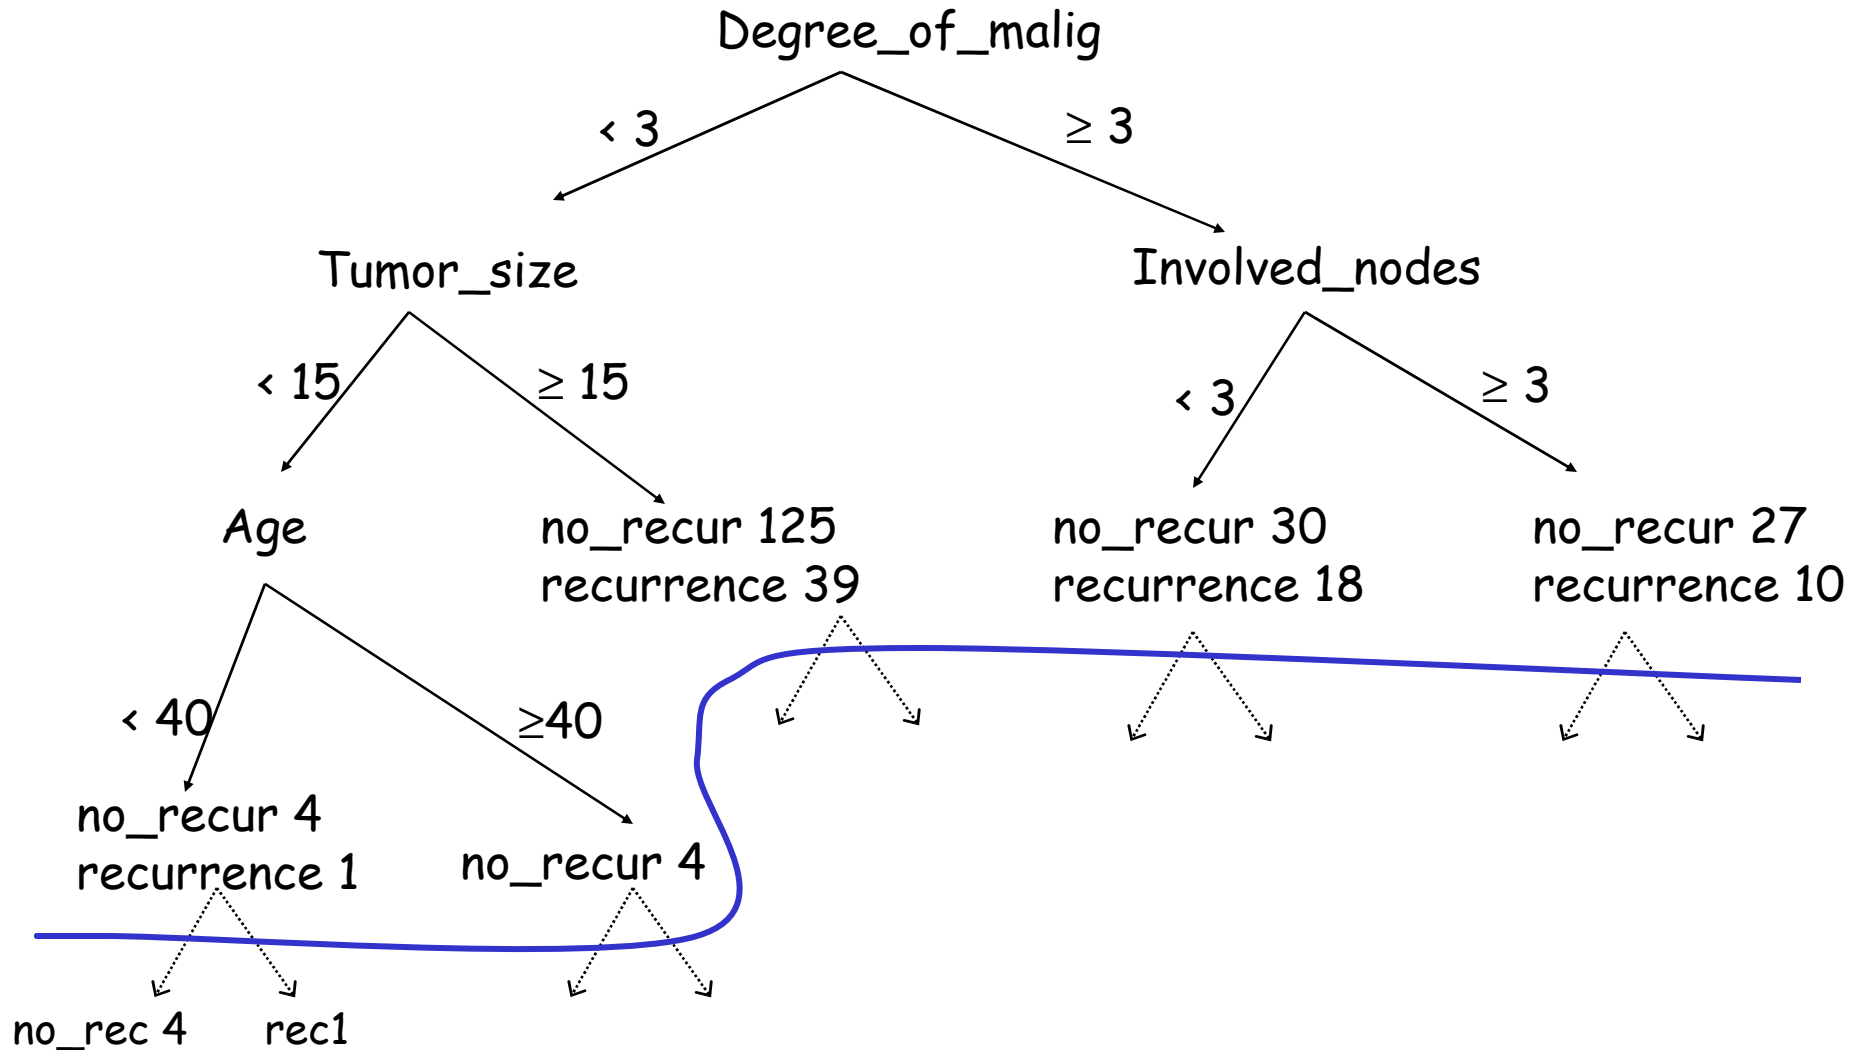 Degree_of_malig
< 3
≥ 3
Tumor_size
Involved_nodes
< 15
≥ 15
< 3
≥ 3
Age
no_recur 125
recurrence 39
no_recur 30
recurrence 18
no_recur 27
recurrence 10
< 40
≥40
no_recur 4
recurrence 1
no_recur 4
no_rec 4
rec1